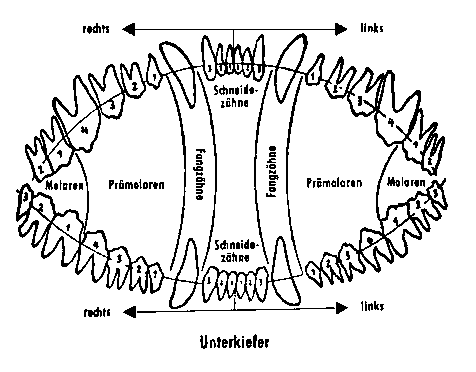 rechts links
Schneide-
zähne
Fangzähne Fangzähne
Molaren Prämolaren Prämolaren Molaren
Schneide-
zähne
rechts links
Unterkiefer